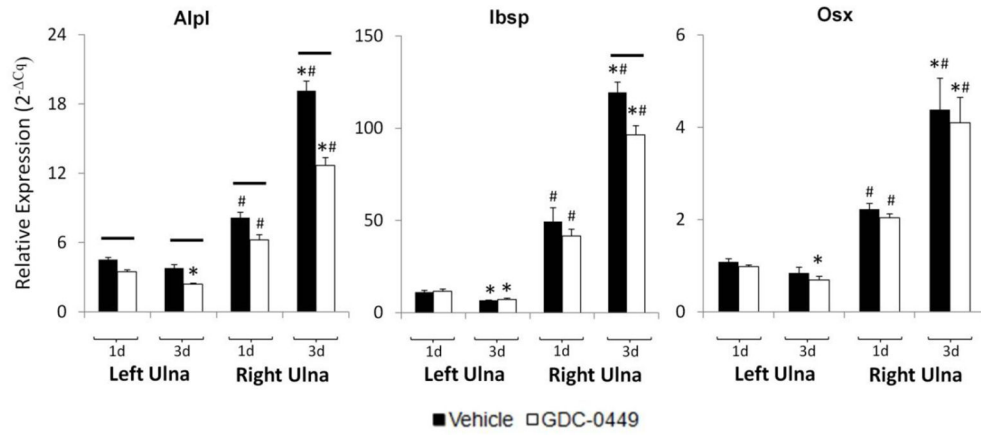 Alpl
Ibsp
Osx
Relative Expression (2-ΔCq)
24
18
12
6
0
*
#
#
*#
*#
1d
3d
1d
3d
Left Ulna
Right Ulna
150
100
50
0
*
*
#
#
*#
*#
1d
3d
1d
3d
Left Ulna
Right Ulna
6
4
2
0
*
#
#
*#
*#
1d
3d
1d
3d
Left Ulna
Right Ulna
Vehicle GDC-0449